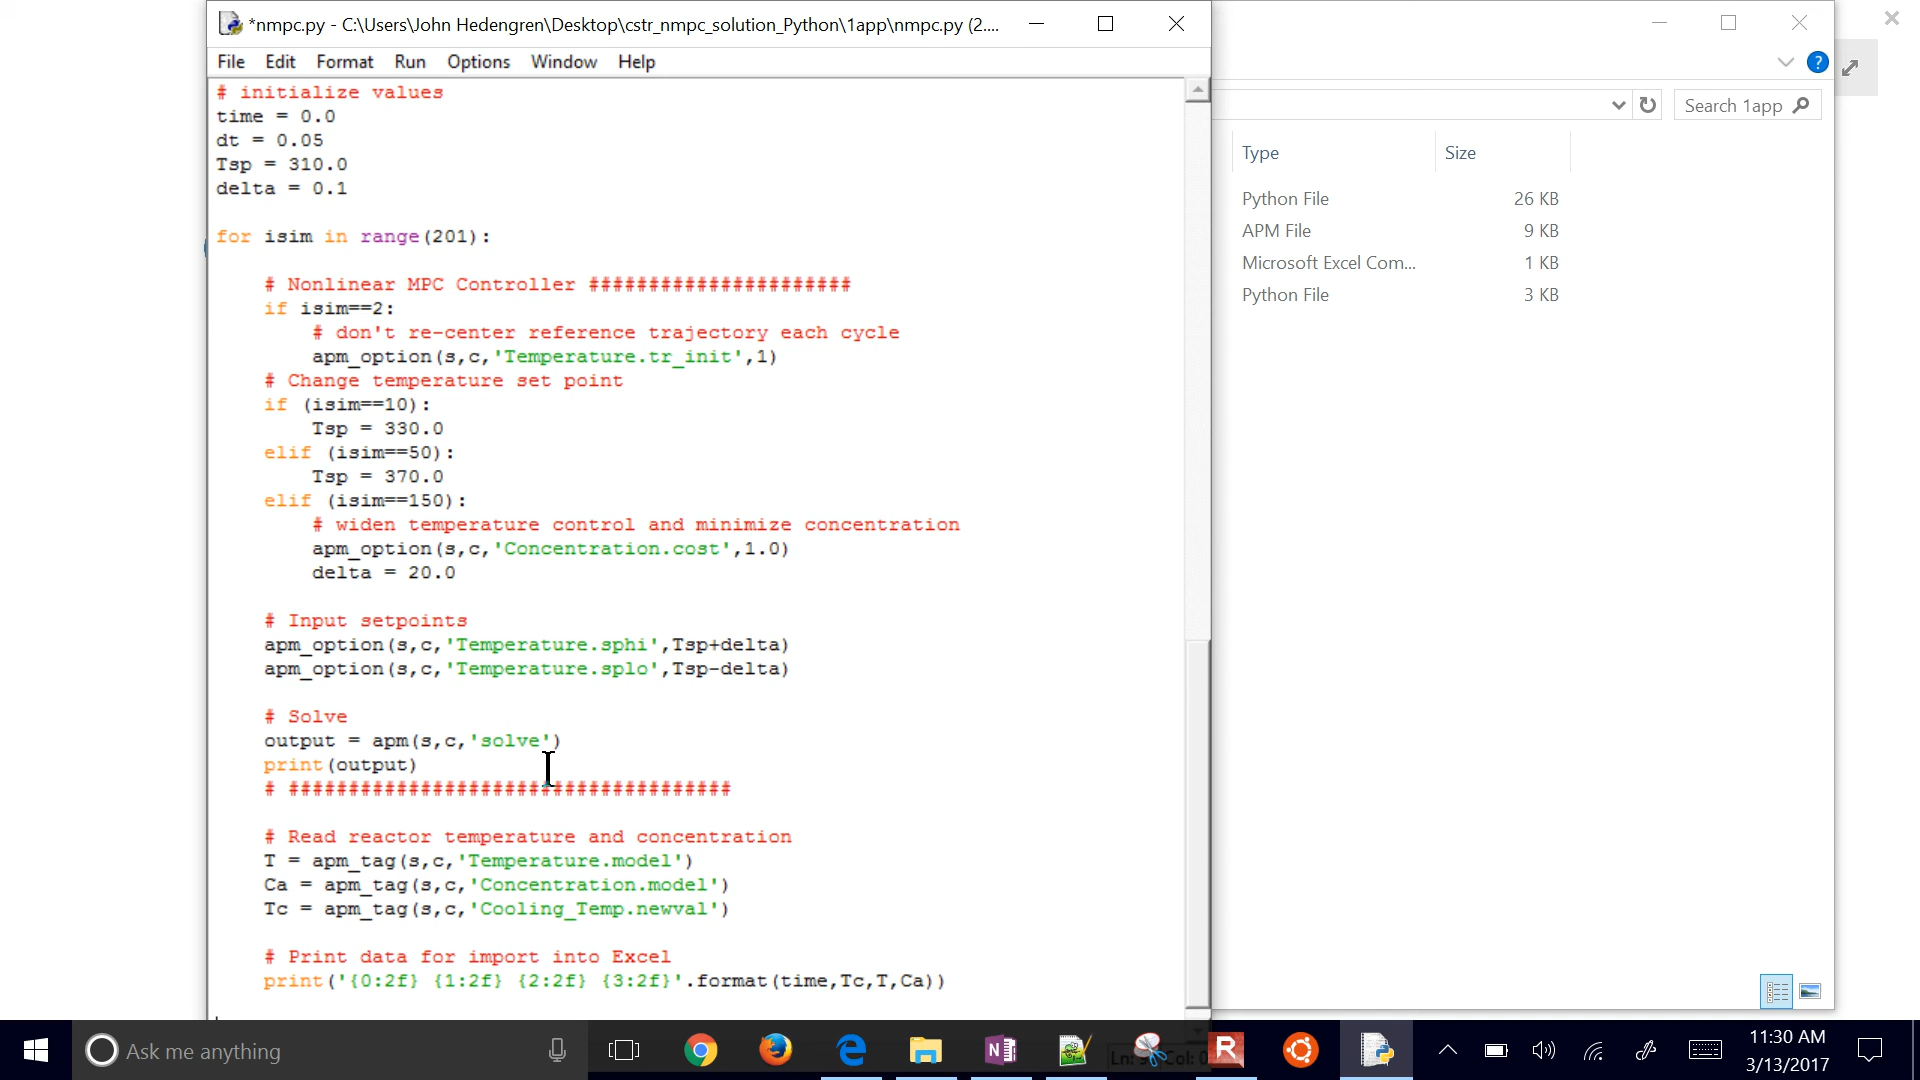 *nmpc.py - C:\Users\John Hedengren\Desktop\cstr_nmpc_solution_Python\1app\nmpc.py (2....
File Edit Format Run Options Window Help
# initialize values
time = 0.0
dt = 0.05
Tsp = 310.0
delta = 0.1
for isim in range(201):
# Nonlinear MPC Controller ######################
if isim==2:
# don't re-center reference trajectory each cycle
apm_option(s,c,'Temperature.tr_init',1)
# Change temperature set point
if (isim==10):
Tsp = 330.0
elif (isim==50):
Tsp = 370.0
elif (isim==150):
# widen temperature control and minimize concentration
apm_option(s,c,'Concentration.cost',1.0)
delta = 20.0
# Input setpoints
apm_option(s,c,'Temperature.sphi',Tsp+delta)
apm_option(s,c,'Temperature.splo',Tsp-delta)
# Solve
output = apm(s,c,'solve')
print(output)
# #####################################
# Read reactor temperature and concentration
T = apm_tag(s,c,'Temperature.model')
Ca = apm_tag(s,c,'Concentration.model')
Tc = apm_tag(s,c,'Cooling_Temp.newval')
# Print data for import into Excel
print('{0:2f} {1:2f} {2:2f} {3:2f}'.format(time,Tc,T,Ca))
Search 1app
Type Size
Python File 26 KB
APM File 9 KB
Microsoft Excel Com... 1 KB
Python File 3 KB
Ask me anything
11:30 AM
3/13/2017